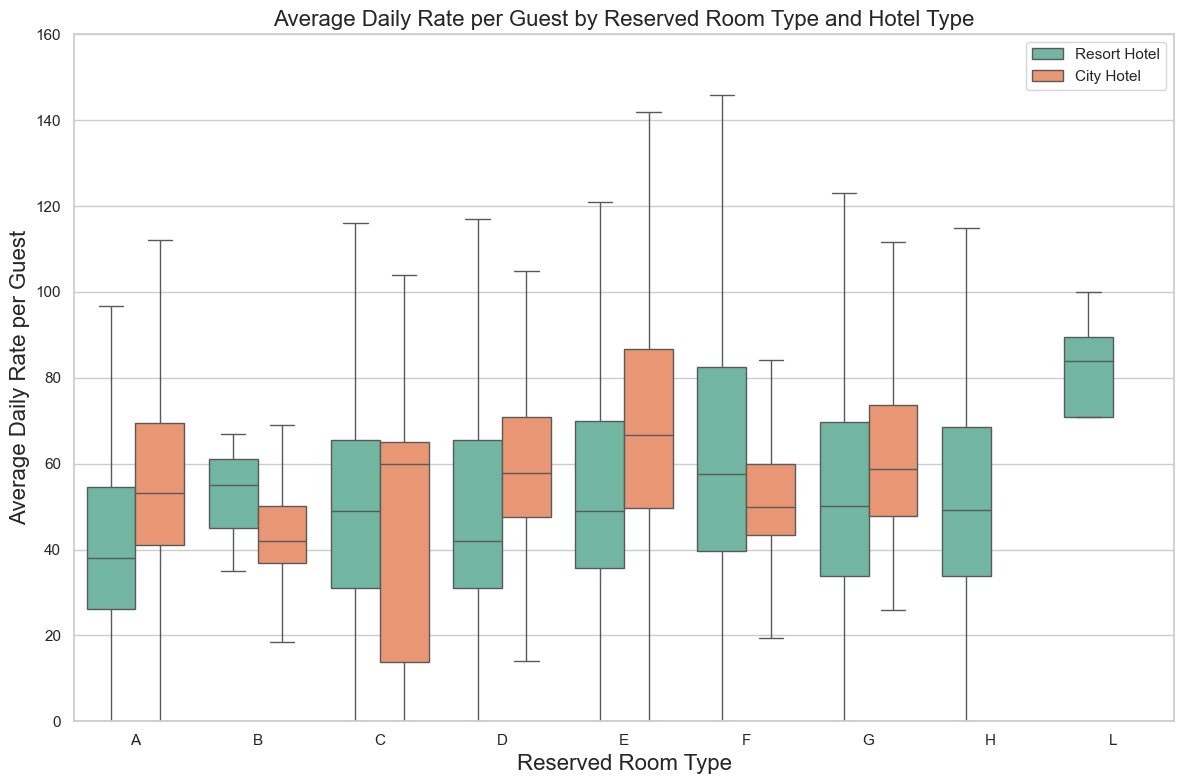 Average Daily Rate per Guest by Reserved Room Type and Hotel Type
Resort Hotel
City Hotel
Average Daily Rate per Guest
160
140
120
100
80
60
40
20
0
A B C D E F G H L
Reserved Room Type